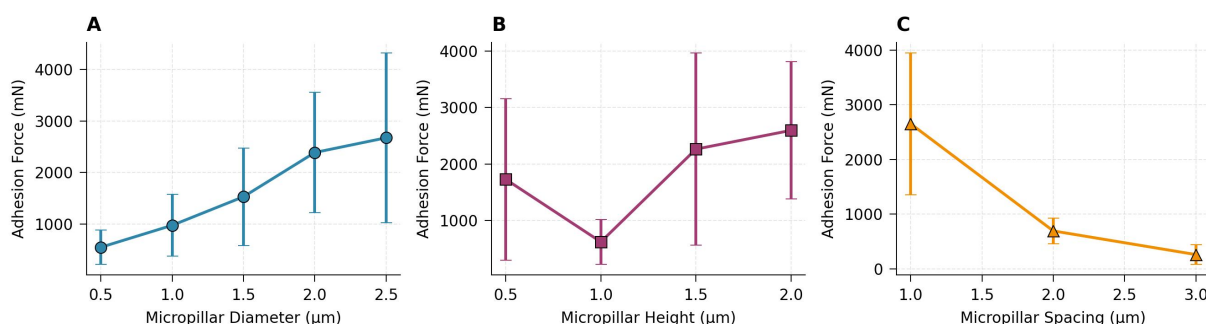 A
Adhesion Force (mN)
4000
3000
2000
1000
0.5 1.0 1.5 2.0 2.5
Micropillar Diameter (μm)
B
Adhesion Force (mN)
4000
3000
2000
1000
0.5 1.0 1.5 2.0
Micropillar Height (μm)
C
Adhesion Force (mN)
4000
3000
2000
1000
0
1.0 1.5 2.0 2.5 3.0
Micropillar Spacing (μm)